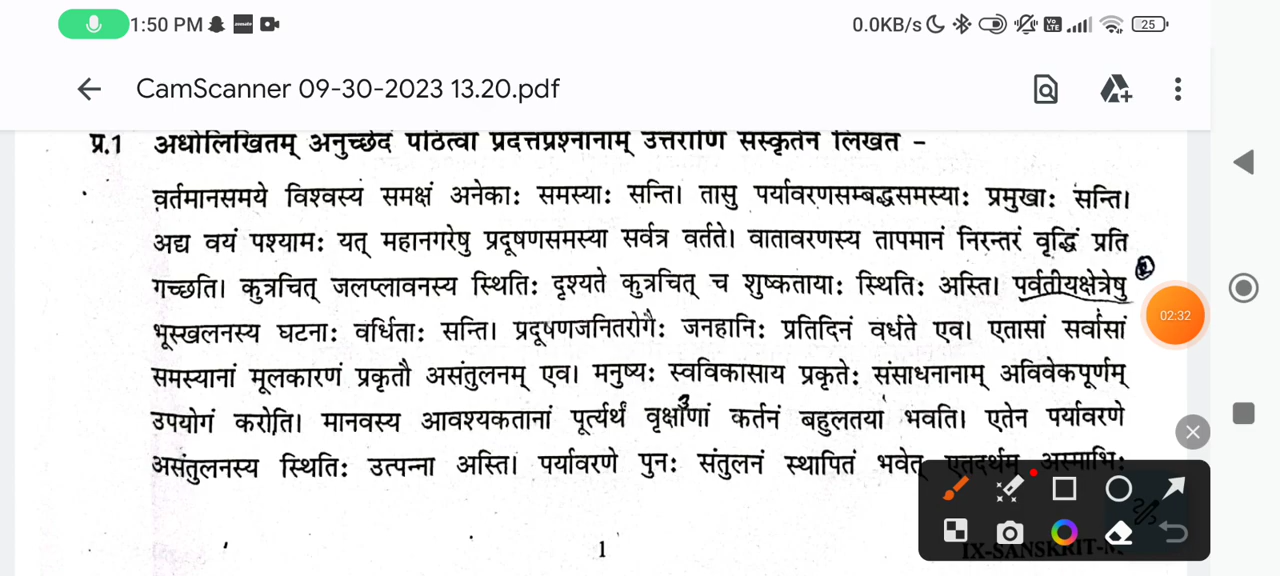 1:50 PM
0.0KB/s
25
CamScanner 09-30-2023 13.20.pdf
प्र.1 अधोलिखितम् अनुच्छेदं पठित्वा प्रदत्तप्रश्नानाम् उत्तराणि संस्कृतेन लिखत –
वर्तमानसमये विश्वस्य समक्षं अनेकाः समस्याः सन्ति। तासु पर्यावरणसम्बद्धसमस्याः प्रमुखाः सन्ति।
अद्य वयं पश्यामः यत् महानगरेषु प्रदूषणसमस्या सर्वत्र वर्तते। वातावरणस्य तापमानं निरन्तरं वृद्धिं प्रति
गच्छति। कुत्रचित् जलप्लावनस्य स्थितिः दृश्यते कुत्रचित् च शुष्कतायाः स्थितिः अस्ति। पर्वतीयक्षेत्रेषु
02:32
भूस्खलनस्य घटनाः वर्धिताः सन्ति। प्रदूषणजनितरोगैः जनहानिः प्रतिदिनं वर्धते एव। एतासां सर्वासां
समस्यानां मूलकारणं प्रकृतौ असंतुलनम् एव। मनुष्यः स्वविकासाय प्रकृतेः संसाधनानाम् अविवेकपूर्णम्
उपयोगं करोति। मानवस्य आवश्यकतानां पूर्त्यर्थं वृक्षाणां कर्तनं बहुलतया भवति। एतेन पर्यावरणे
असंतुलनस्य स्थितिः उत्पन्ना अस्ति। पर्यावरणे पुनः संतुलनं स्थापितं भवेत् एतदर्थम् अस्माभिः
1
IX-SANSKRIT-M